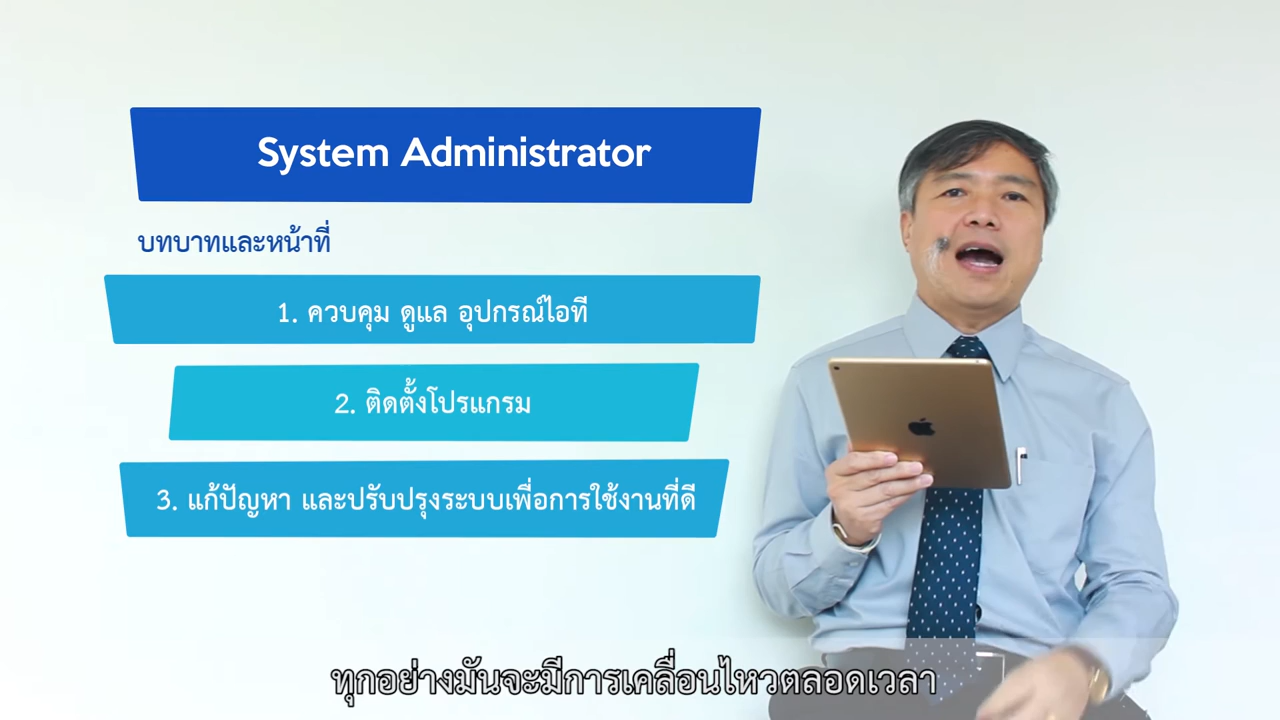 System Administrator
บทบาทและหน้าที่
1. ควบคุม ดูแล อุปกรณ์ไอที
2. ติดตั้งโปรแกรม
3. แก้ปัญหา และปรับปรุงระบบเพื่อการใช้งานที่ดี
ทุกอย่างมันจะมีการเคลื่อนไหวตลอดเวลา